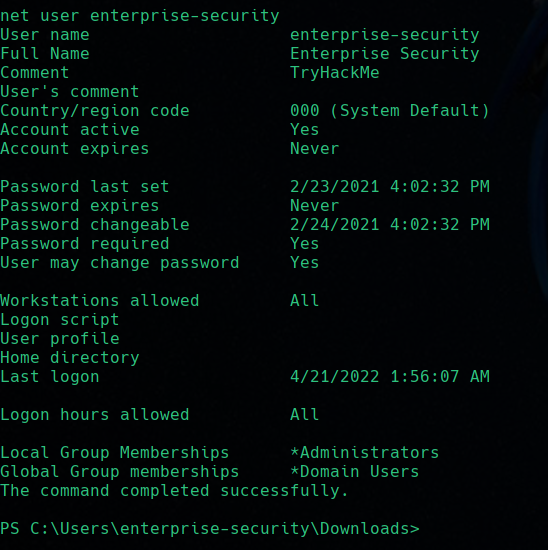 net user enterprise-security
User name                    enterprise-security
Full Name                    Enterprise Security
Comment                      TryHackMe
User's comment
Country/region code          000 (System Default)
Account active               Yes
Account expires              Never

Password last set            2/23/2021 4:02:32 PM
Password expires             Never
Password changeable          2/24/2021 4:02:32 PM
Password required            Yes
User may change password     Yes

Workstations allowed         All
Logon script
User profile
Home directory
Last logon                   4/21/2022 1:56:07 AM

Logon hours allowed          All

Local Group Memberships      *Administrators
Global Group memberships     *Domain Users
The command completed successfully.

PS C:\Users\enterprise-security\Downloads>